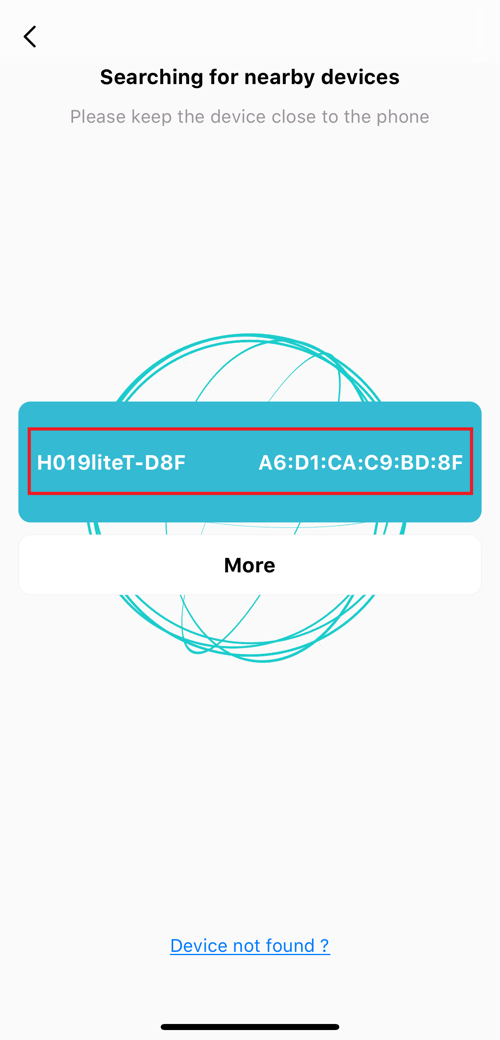 Searching for nearby devices
Please keep the device close to the phone
H019liteT-D8F A6:D1:CA:C9:BD:8F
More
Device not found ?